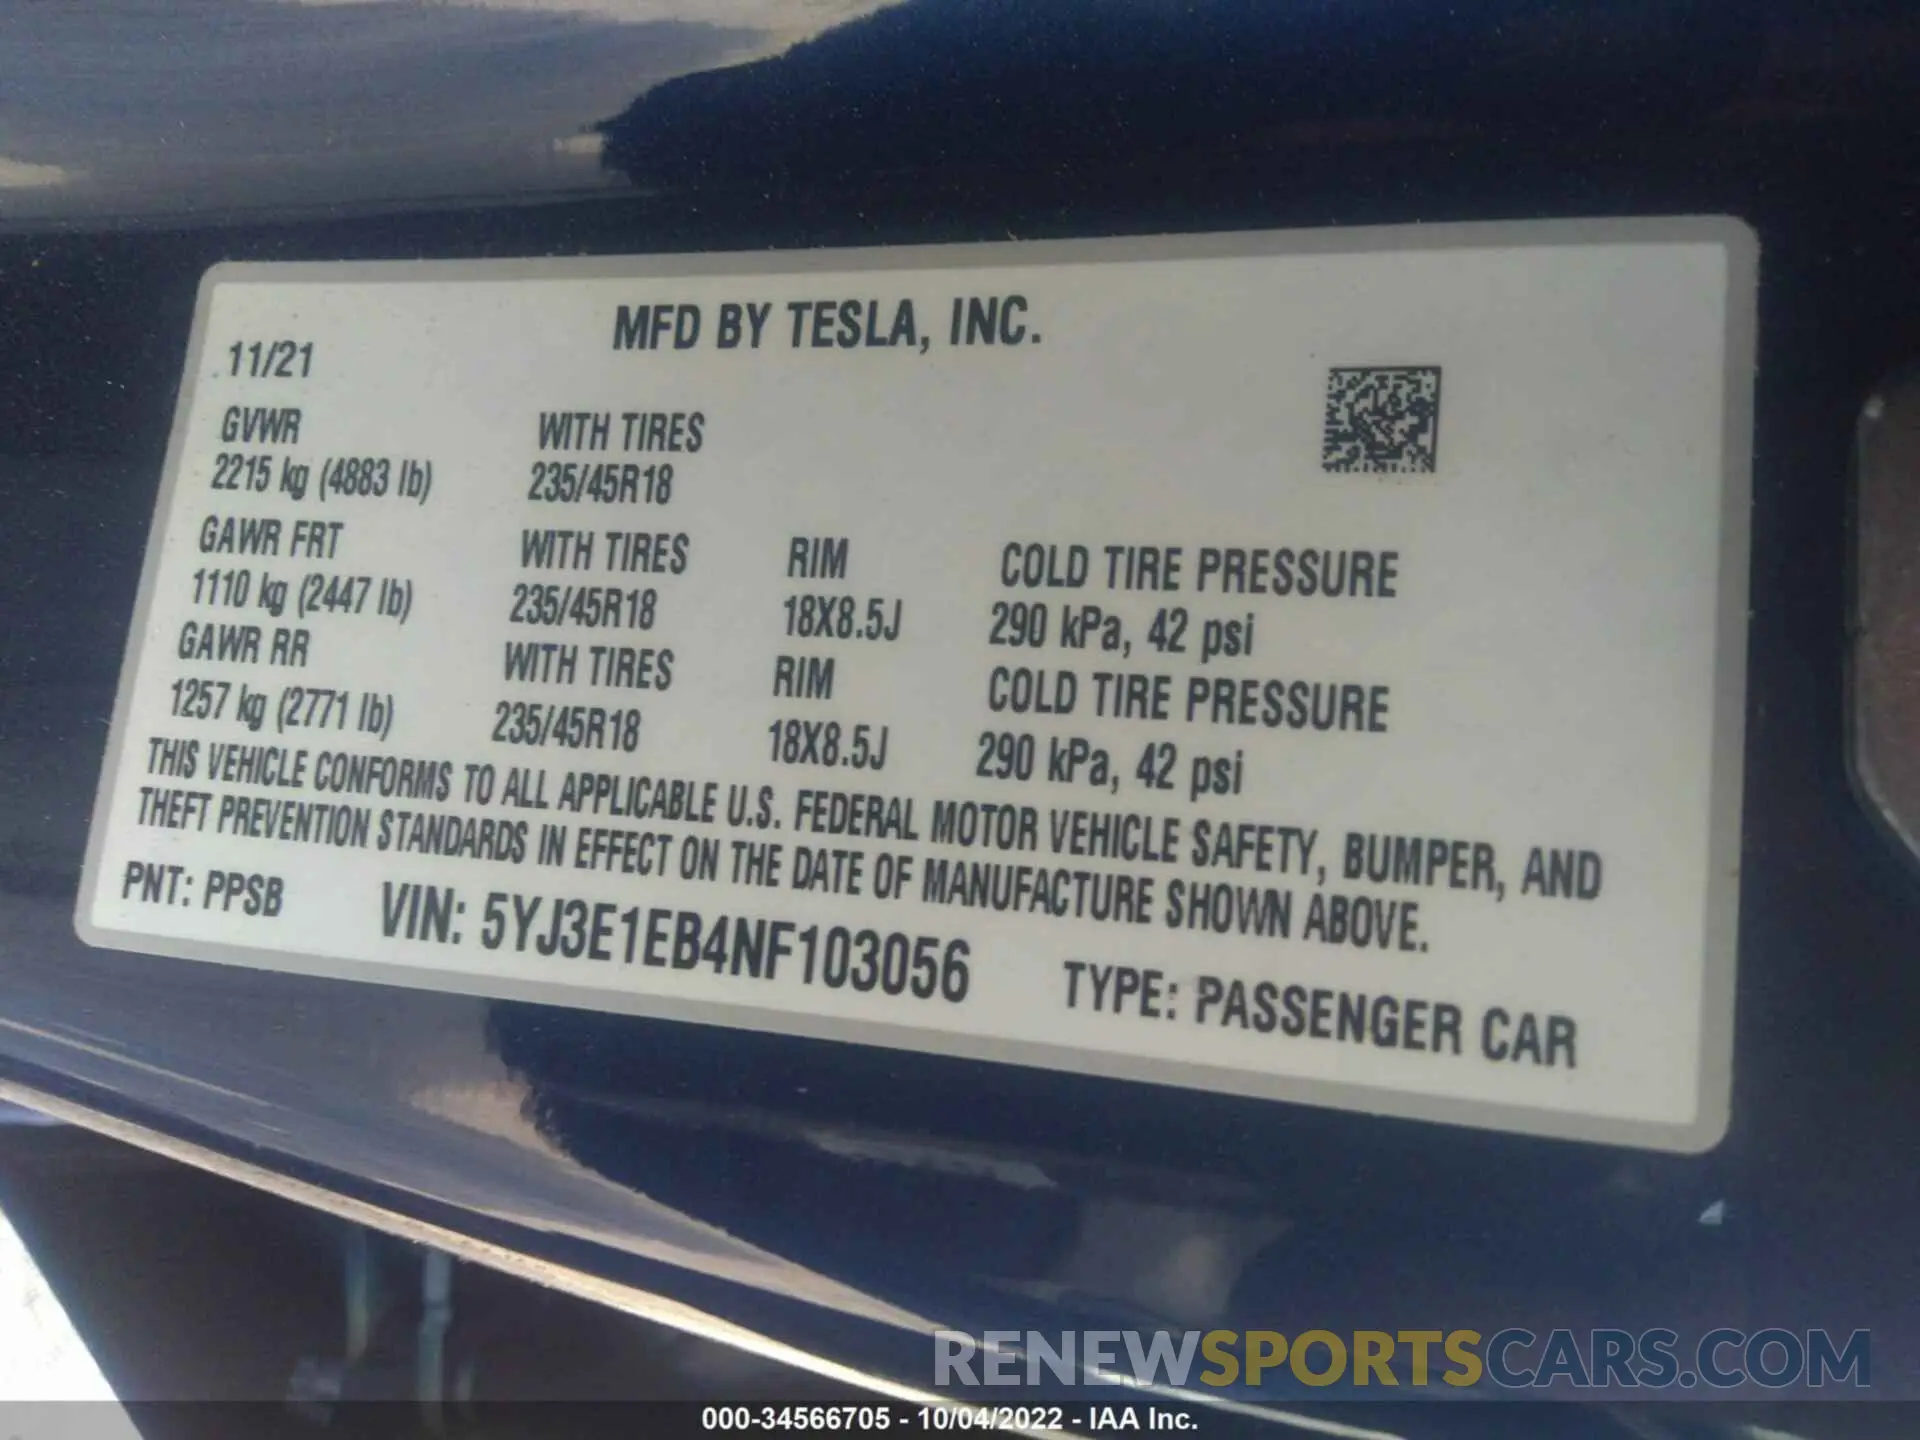 MFD BY TESLA, INC.
11/21
GVWR WITH TIRES
2215 kg (4883 lb) 235/45R18
GAWR FRT WITH TIRES RIM COLD TIRE PRESSURE
1110 kg (2447 lb) 235/45R18 18X8.5J 290 kPa, 42 psi
GAWR RR WITH TIRES RIM COLD TIRE PRESSURE
1257 kg (2771 lb) 235/45R18 18X8.5J 290 kPa, 42 psi
THIS VEHICLE CONFORMS TO ALL APPLICABLE U.S. FEDERAL MOTOR VEHICLE SAFETY, BUMPER, AND
THEFT PREVENTION STANDARDS IN EFFECT ON THE DATE OF MANUFACTURE SHOWN ABOVE.
PNT: PPSB VIN: 5YJ3E1EB4NF103056 TYPE: PASSENGER CAR
RENEWSPORTSCARS.COM
000-34566705 - 10/04/2022 - IAA Inc.